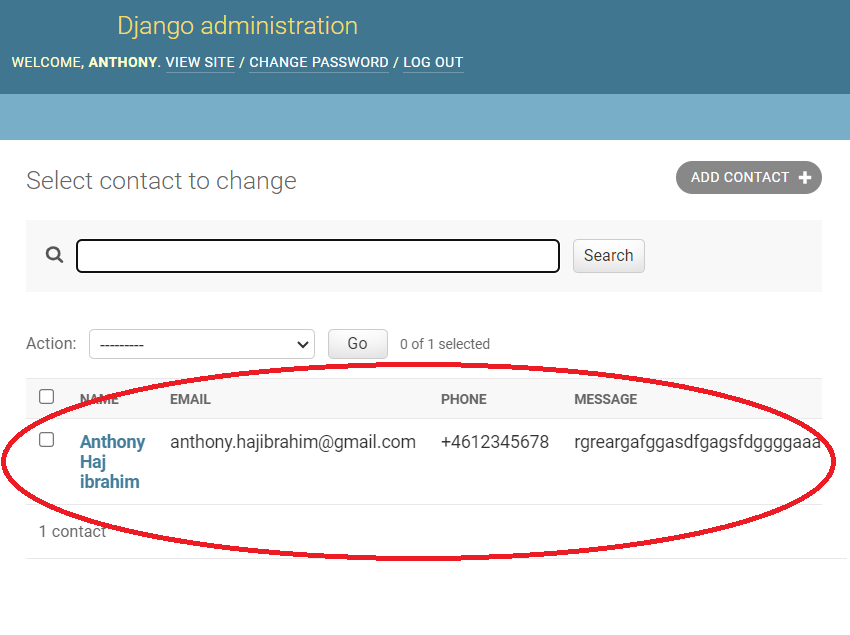 Django administration
WELCOME, ANTHONY. VIEW SITE / CHANGE PASSWORD / LOG OUT
Select contact to change
ADD CONTACT +
Search
Action: --------- Go 0 of 1 selected
NAME EMAIL PHONE MESSAGE
Anthony anthony.hajibrahim@gmail.com +4612345678 rgreargafggasdfgagsfdggggaaa
Haj
ibrahim
1 contact